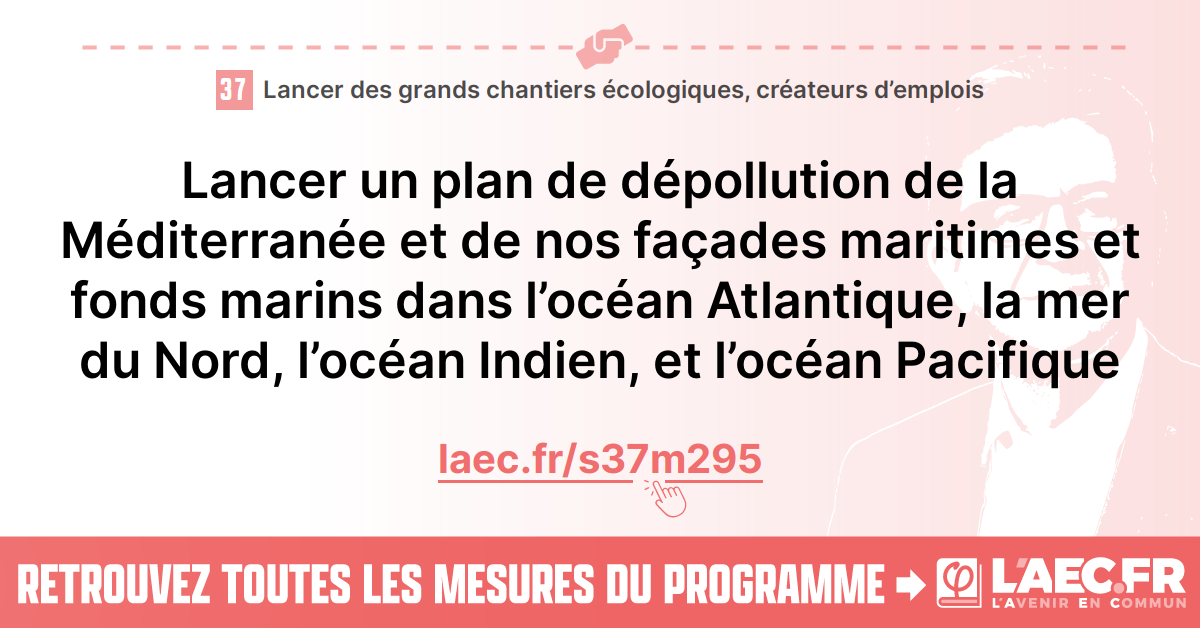 37 Lancer des grands chantiers écologiques, créateurs d’emplois
Lancer un plan de dépollution de la
Méditerranée et de nos façades maritimes et
fonds marins dans l’océan Atlantique, la mer
du Nord, l’océan Indien, et l’océan Pacifique
laec.fr/s37m295
RETROUVEZ TOUTES LES MESURES DU PROGRAMME
φ L’AEC.FR
L’AVENIR EN COMMUN